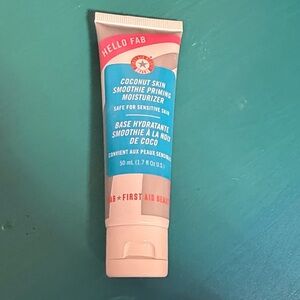 HELLO FAB
COCONUT SKIN
SMOOTHIE PRIMING
MOISTURIZER
SAFE FOR SENSITIVE SKIN
BASE HYDRATANTE
SMOOTHIE À LA NOIX
DE COCO
CONVIENT AUX PEAUX SENSIBLES
50 mL (1.7 fl oz U.S.)
FAB★FIRST AID BEAUTY